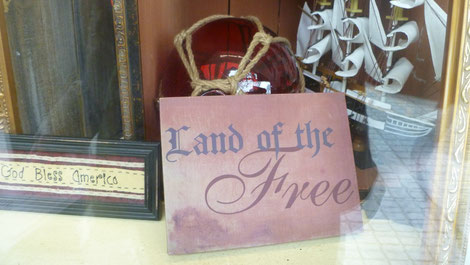 Land of the
Free
God Bless America